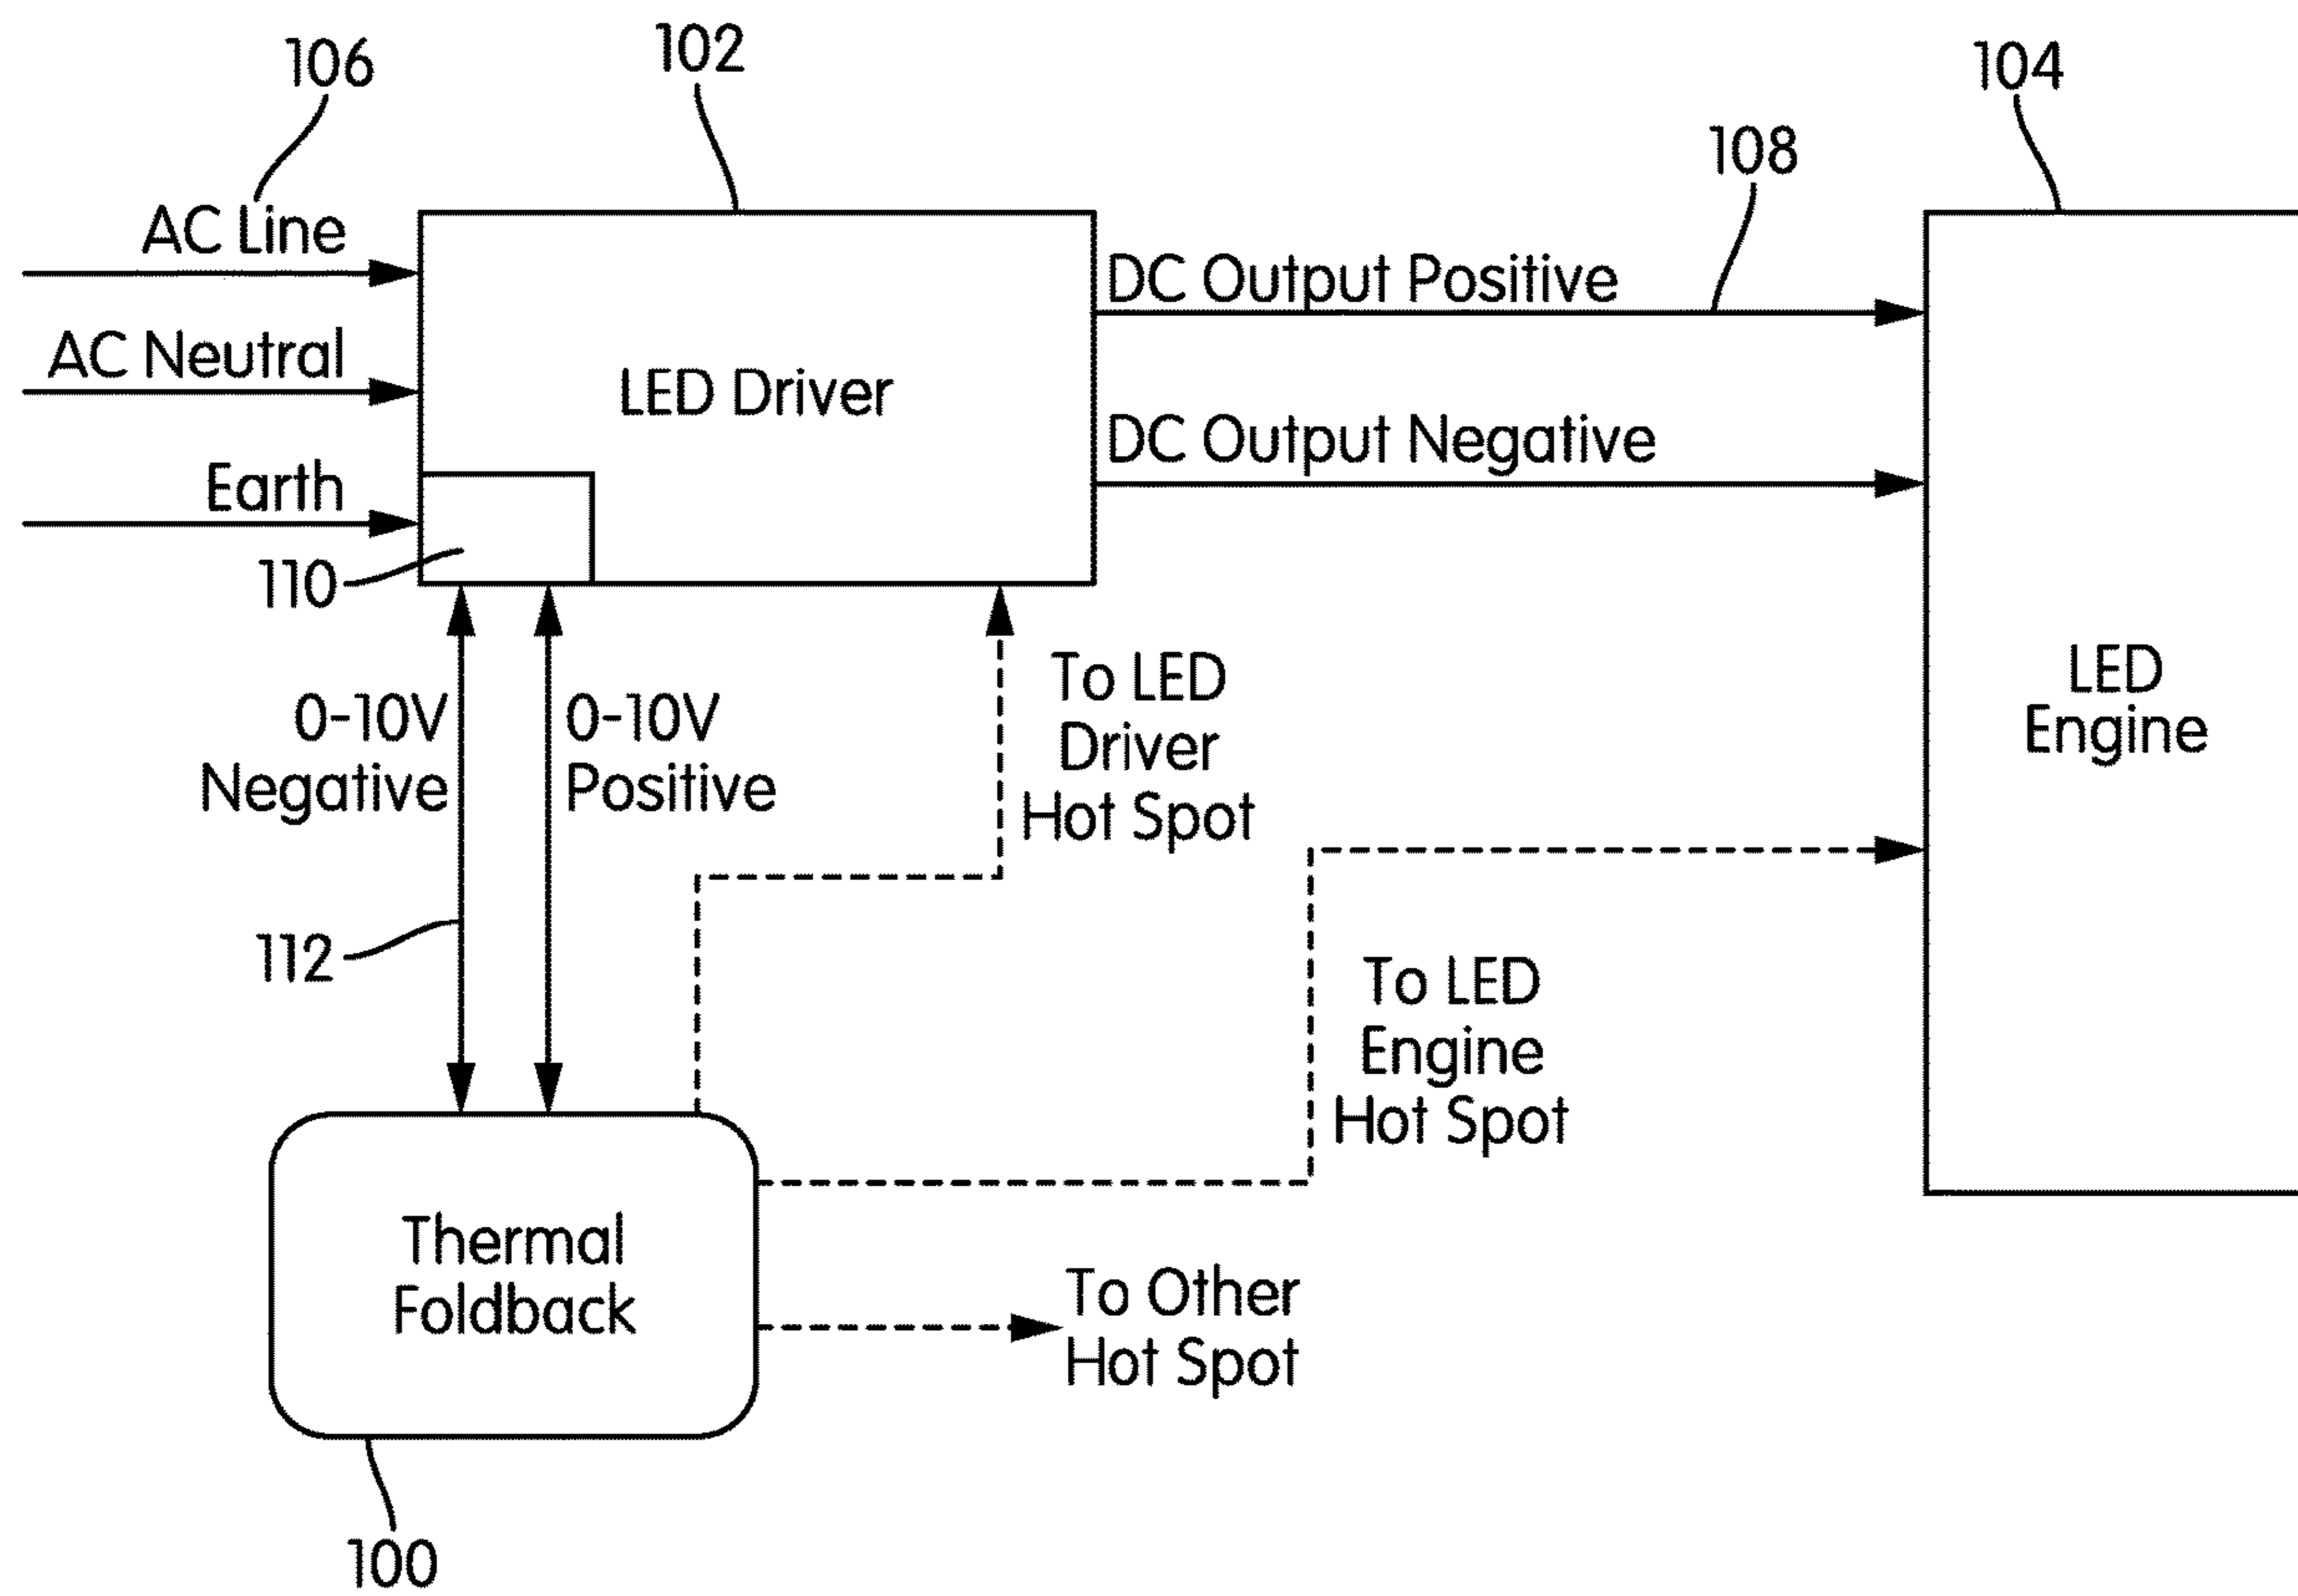 106
102
104
108
AC Line
DC Output Positive
AC Neutral
LED Driver
DC Output Negative
Earth
110
0-10V
Negative
0-10V
Positive
To LED
Driver
Hot Spot
LED
Engine
112
To LED
Engine
Hot Spot
Thermal
Foldback
To Other
Hot Spot
100